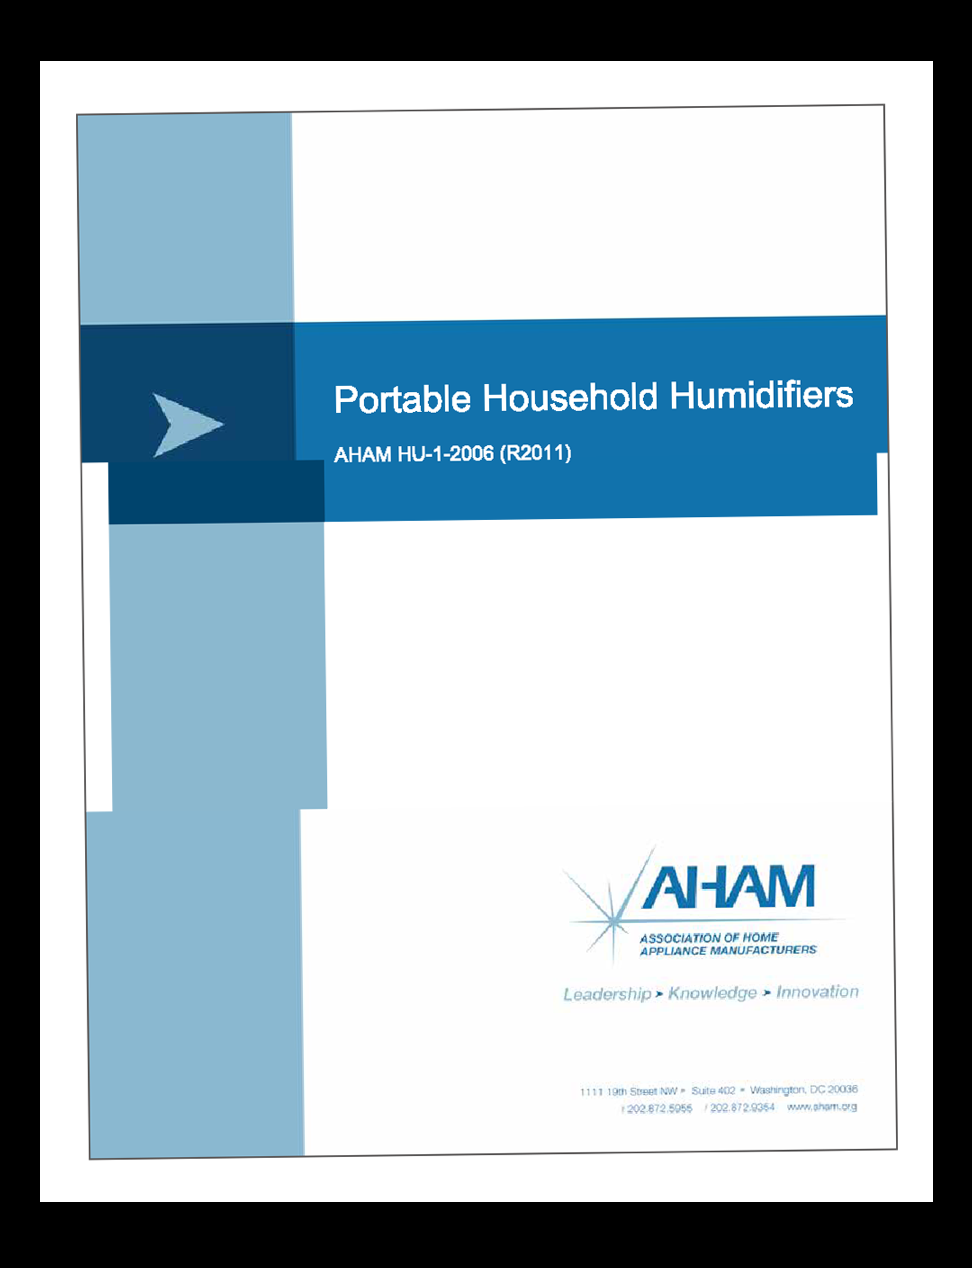 Portable Household Humidifiers
AHAM HU-1-2006 (R2011)
AHAM
ASSOCIATION OF HOME
APPLIANCE MANUFACTURERS
Leadership ➤ Knowledge ➤ Innovation
1111 19th Street NW ➤ Suite 402 ➤ Washington, DC 20036
t 202.872.5955 f 202.872.9354 www.aham.org